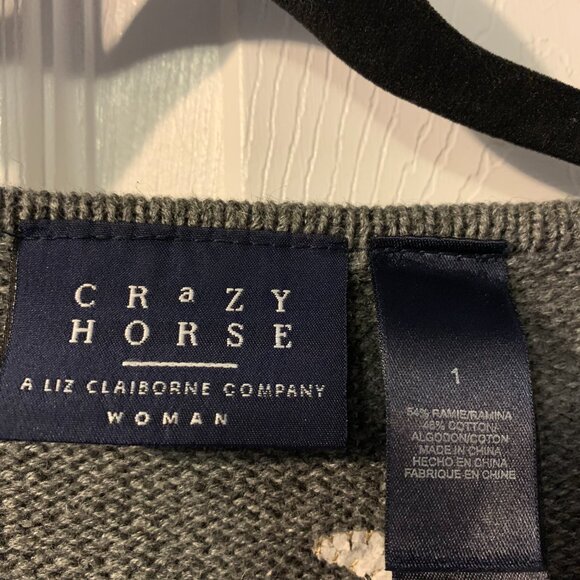 CRaZY
HORSE
A LIZ CLAIBORNE COMPANY
WOMAN
1
54% RAMIE/RAMINA
46% COTTON/
ALGODON/COTON
MADE IN CHINA
HECHO EN CHINA
FABRIQUE EN CHINE